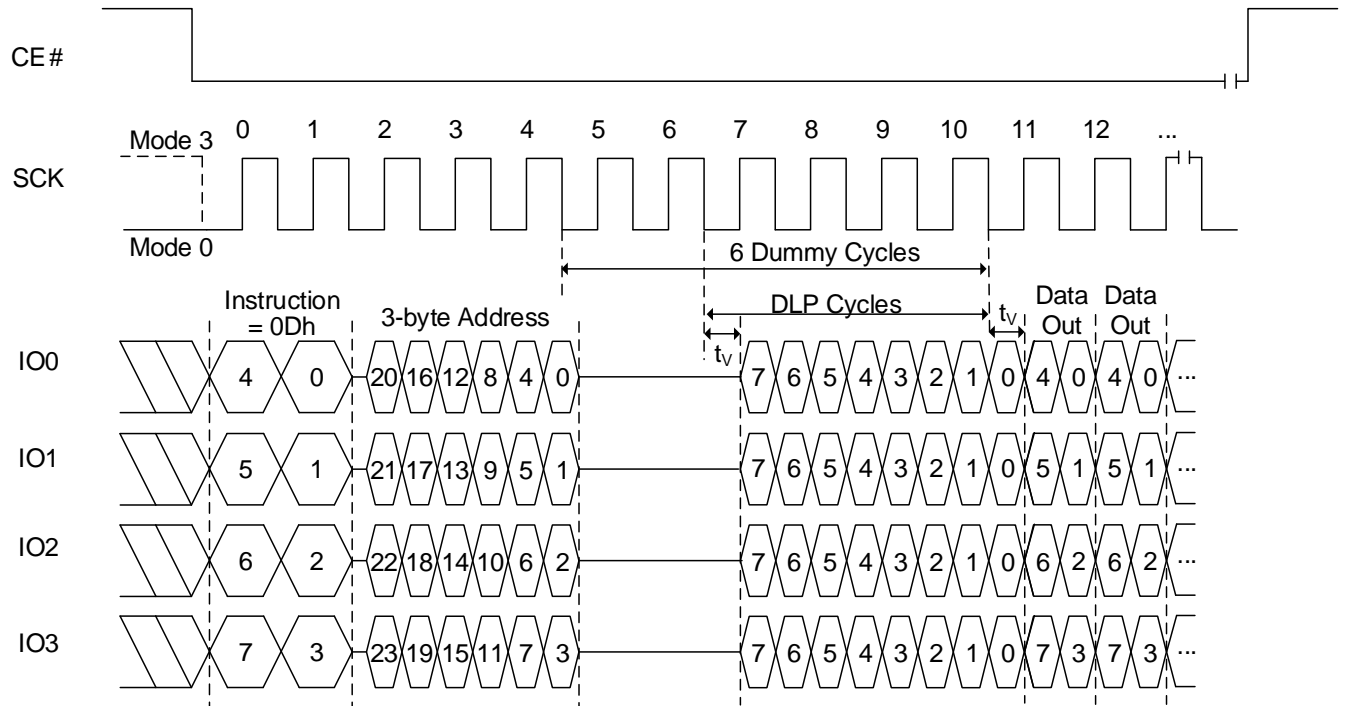 CE#
0 1 2 3 4 5 6 7 8 9 10 11 12 ...
Mode 3
SCK
Mode 0
6 Dummy Cycles
Instruction = 0Dh
3-byte Address
DLP Cycles
tV
tV
Data Out
Data Out
IO0 4 0 20 16 12 8 4 0 7 6 5 4 3 2 1 0 4 0 4 0 ...
IO1 5 1 21 17 13 9 5 1 7 6 5 4 3 2 1 0 5 1 5 1 ...
IO2 6 2 22 18 14 10 6 2 7 6 5 4 3 2 1 0 6 2 6 2 ...
IO3 7 3 23 19 15 11 7 3 7 6 5 4 3 2 1 0 7 3 7 3 ...